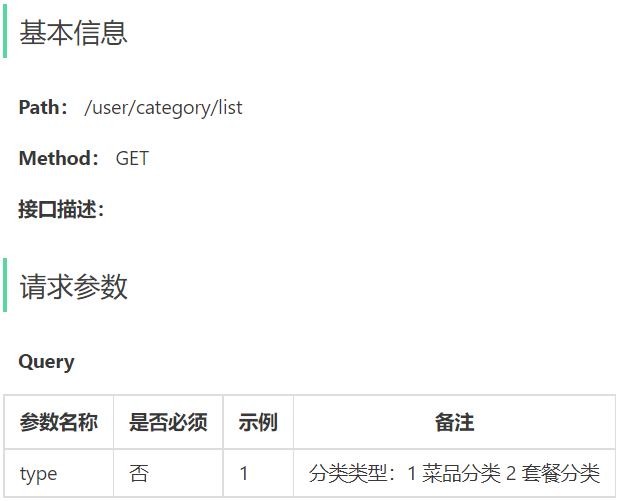 基本信息
Path： /user/category/list
Method： GET
接口描述：
请求参数
Query
参数名称 是否必须 示例 备注
type 否 1 分类类型：1 菜品分类 2 套餐分类